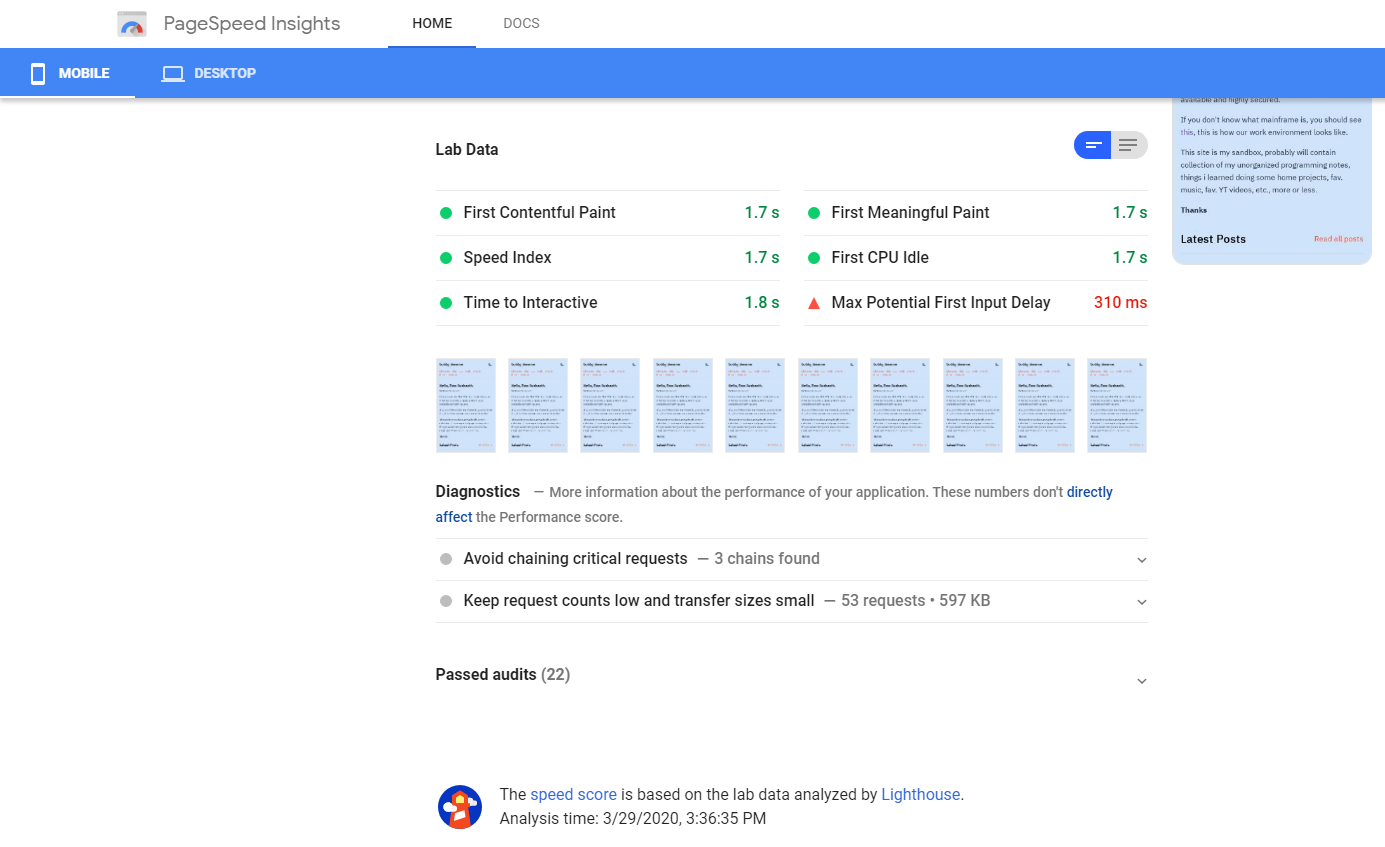 PageSpeed Insights HOME DOCS
MOBILE DESKTOP
available and highly secured.
If you don't know what mainframe is, you should see
this, this is how our work environment looks like.
This site is my sandbox, probably will contain
collection of my unorganized programming notes,
things i learned doing some home projects, fav.
music, fav. YT videos, etc., more or less.
Thanks
Latest Posts Read all posts
Lab Data
First Contentful Paint 1.7 s
First Meaningful Paint 1.7 s
Speed Index 1.7 s
First CPU Idle 1.7 s
Time to Interactive 1.8 s
Max Potential First Input Delay 310 ms
Diagnostics — More information about the performance of your application. These numbers don't directly
affect the Performance score.
Avoid chaining critical requests — 3 chains found
Keep request counts low and transfer sizes small — 53 requests • 597 KB
Passed audits (22)
The speed score is based on the lab data analyzed by Lighthouse.
Analysis time: 3/29/2020, 3:36:35 PM